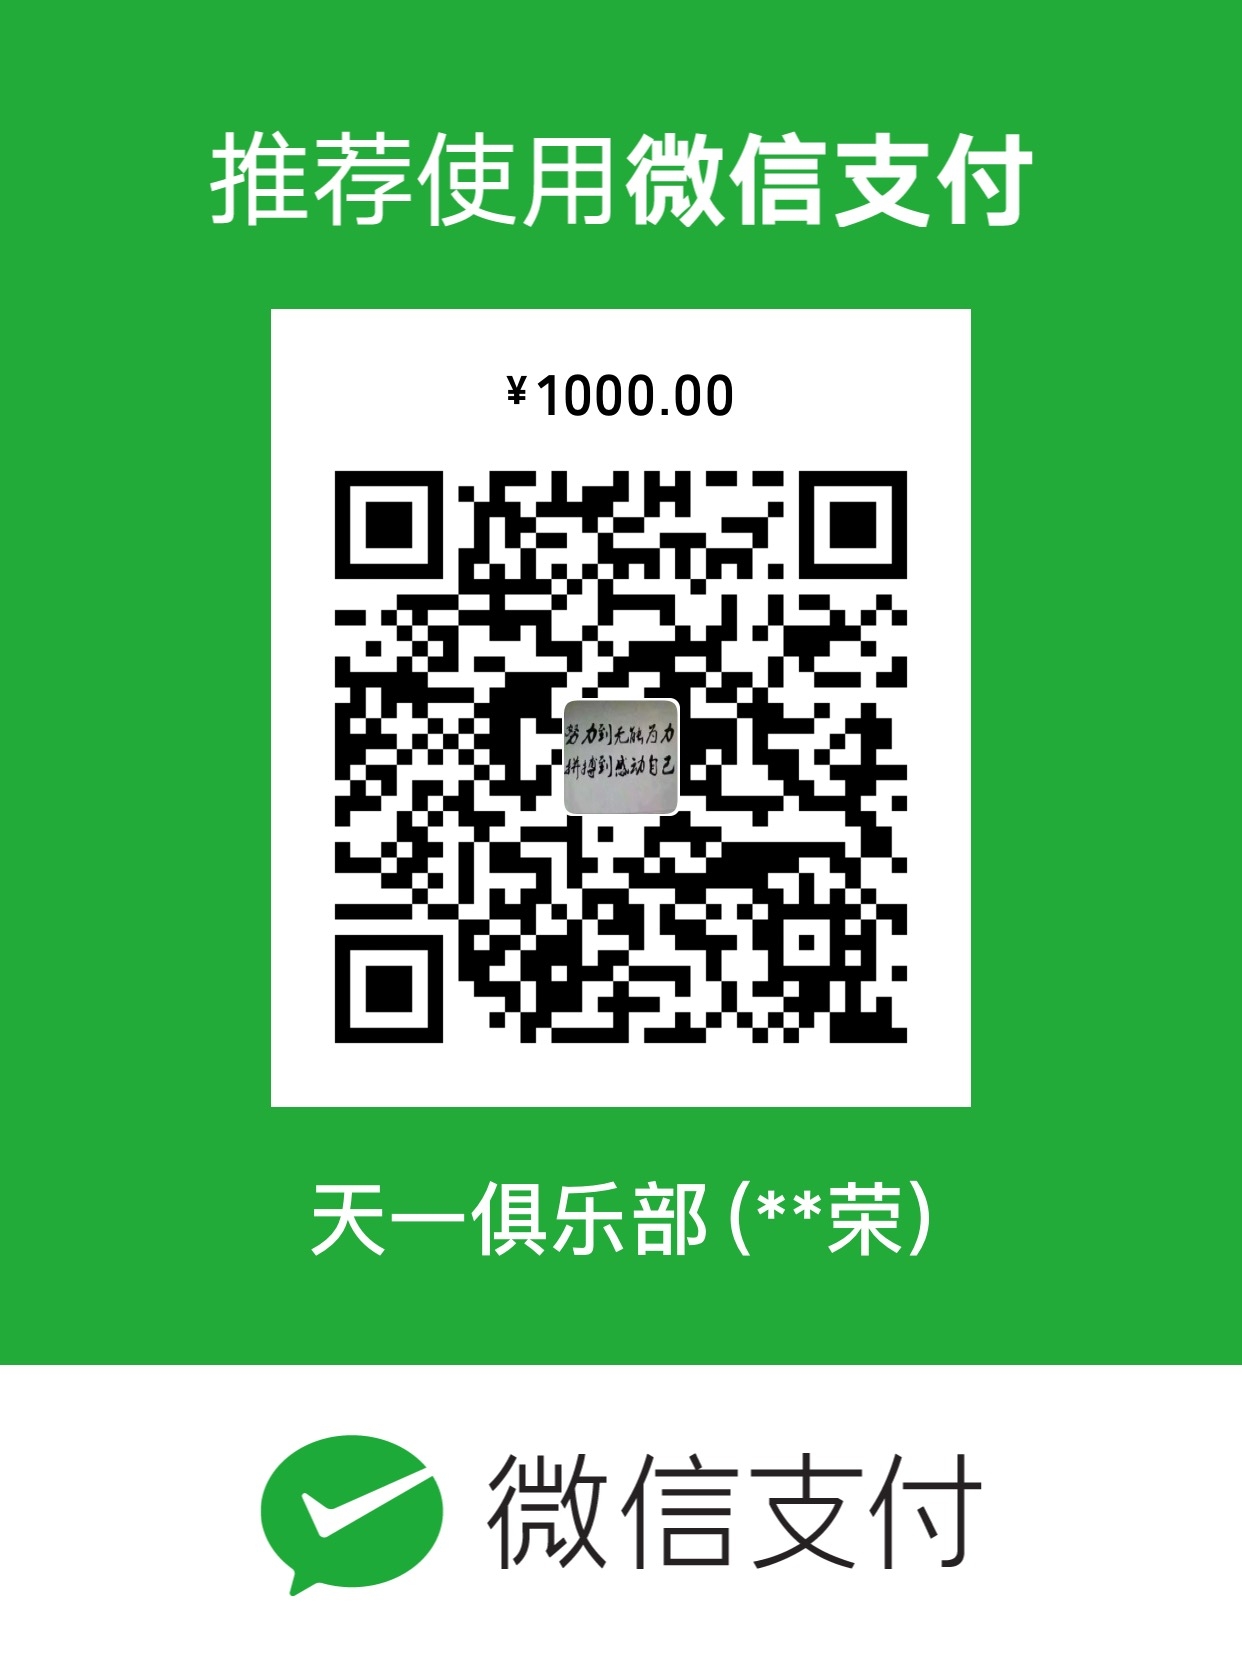 推荐使用微信支付
¥1000.00
努力到无能为力
拼搏到感动自己
天一俱乐部(**荣)
微信支付